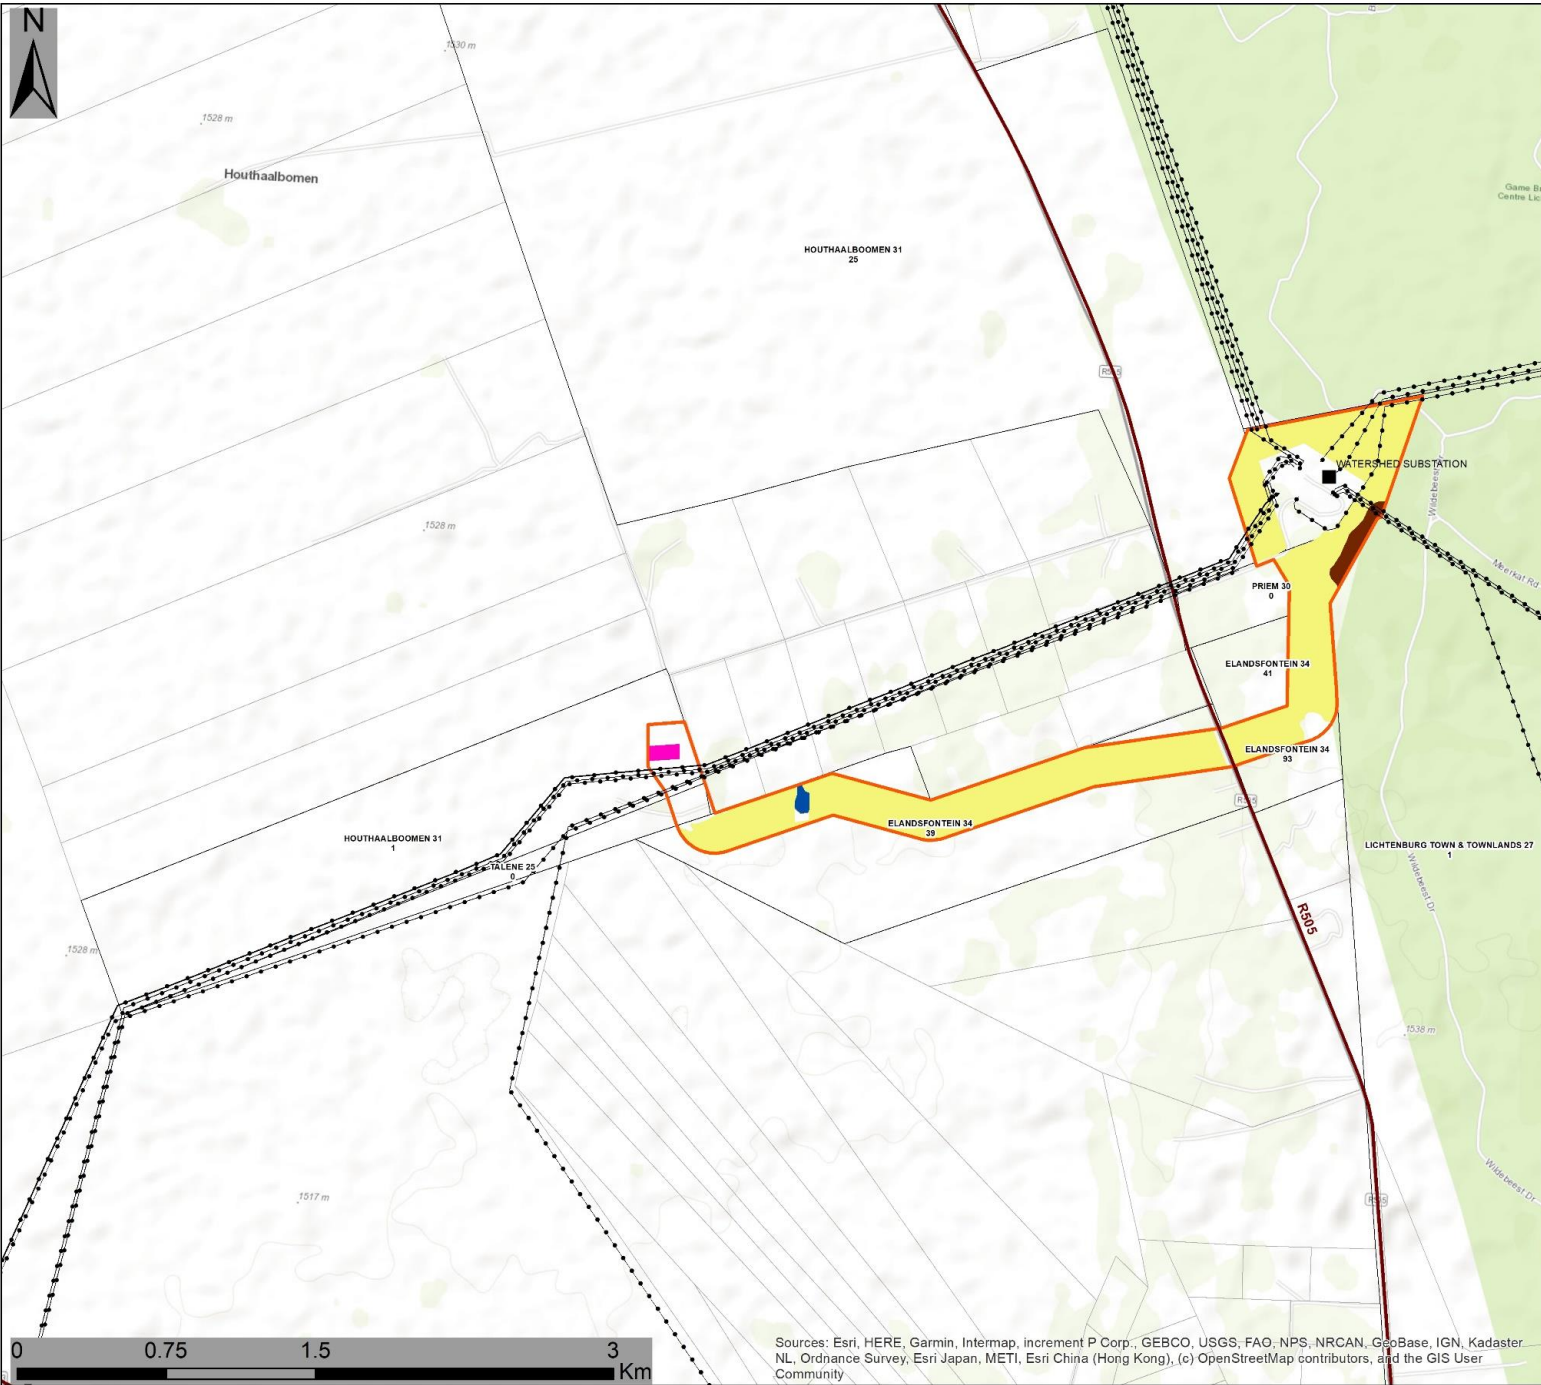 N
1530 m
1528 m
Houthaalbomen
Game B
Centre Lic
HOUTHAALBOOMEN 31
25
WATERSHED SUBSTATION
1528 m
Meerkat Rd
PRIEM 30
0
ELANDSFONTEIN 34
41
ELANDSFONTEIN 34
93
ELANDSFONTEIN 34
39
HOUTHAALBOOMEN 31
1
TALENE 25
0
LICHTENBURG TOWN & TOWNLANDS 27
1
Wildebeest Dr
R505
1528 m
1538 m
Wildebeest Dr
1517 m
0 0.75 1.5 3
Km
Sources: Esri, HERE, Garmin, Intermap, increment P Corp., GEBCO, USGS, FAO, NPS, NRCAN, GeoBase, IGN, Kadaster
NL, Ordnance Survey, Esri Japan, METI, Esri China (Hong Kong), (c) OpenStreetMap contributors, and the GIS User
Community